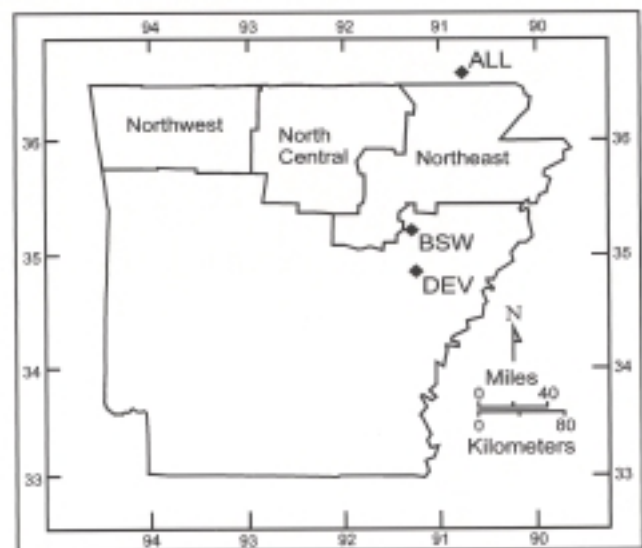 94 93 92 91 90
ALL
36 36
Northwest
North
Central
Northeast
35 35
BSW
DEV
N
34 34
Miles
0 40
0 80
Kilometers
33 33
94 93 92 91 90